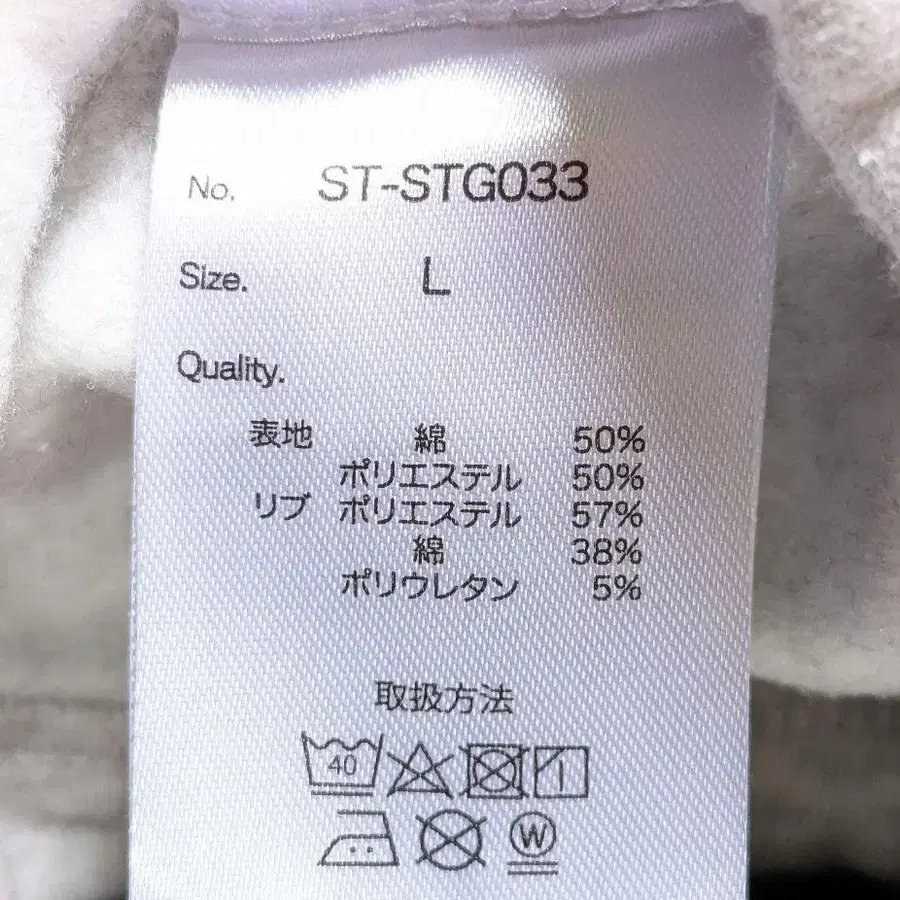 No. ST-STG033
Size. L
Quality.
表地 綿 50%
ポリエステル 50%
リブ ポリエステル 57%
綿 38%
ポリウレタン 5%
取扱方法
40
W